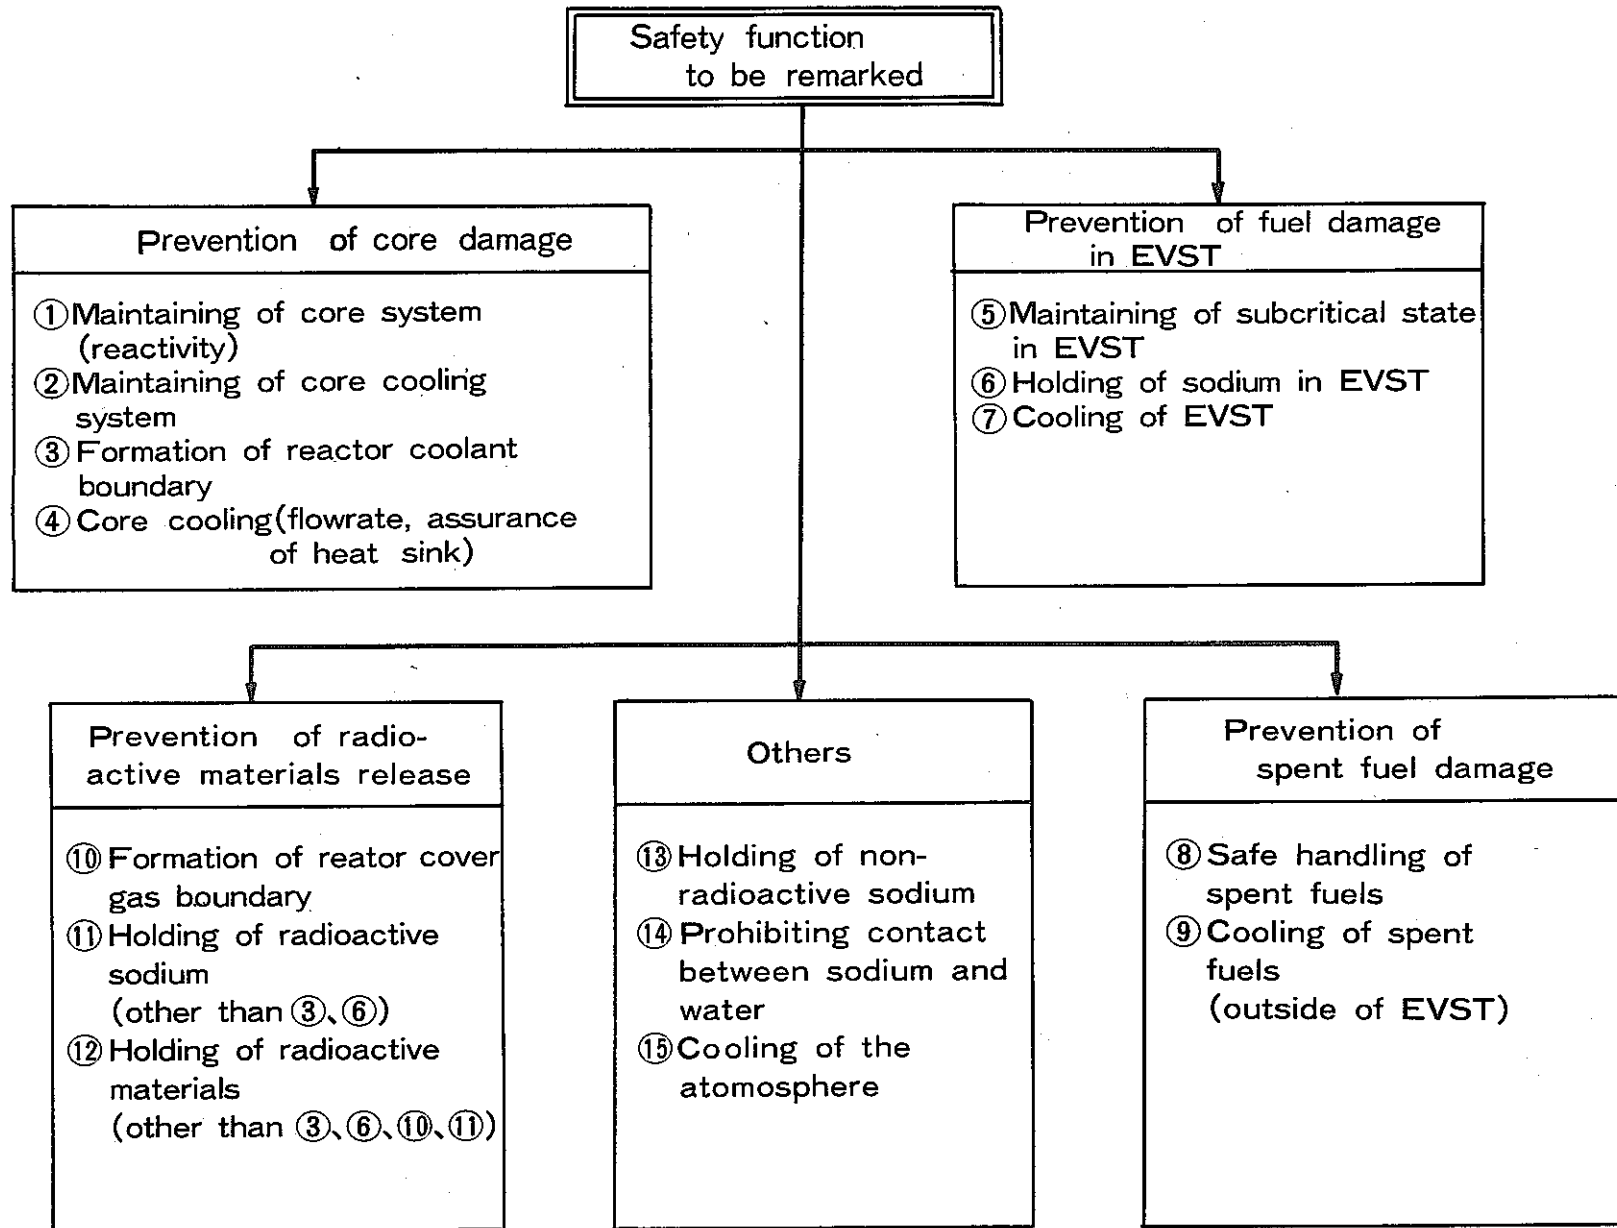 Safety function
to be remarked
Prevention of core damage
①Maintaining of core system
(reactivity)
②Maintaining of core cooling
system
③Formation of reactor coolant
boundary
④Core cooling(flowrate, assurance
of heat sink)
Prevention of fuel damage
in EVST
⑤Maintaining of subcritical state
in EVST
⑥Holding of sodium in EVST
⑦Cooling of EVST
Prevention of radio-
active materials release
⑩Formation of reator cover
gas boundary
⑪Holding of radioactive
sodium
(other than ③、⑥)
⑫Holding of radioactive
materials
(other than ③、⑥、⑩、⑪)
Others
⑬Holding of non-
radioactive sodium
⑭Prohibiting contact
between sodium and
water
⑮Cooling of the
atomosphere
Prevention of
spent fuel damage
⑧Safe handling of
spent fuels
⑨Cooling of spent
fuels
(outside of EVST)